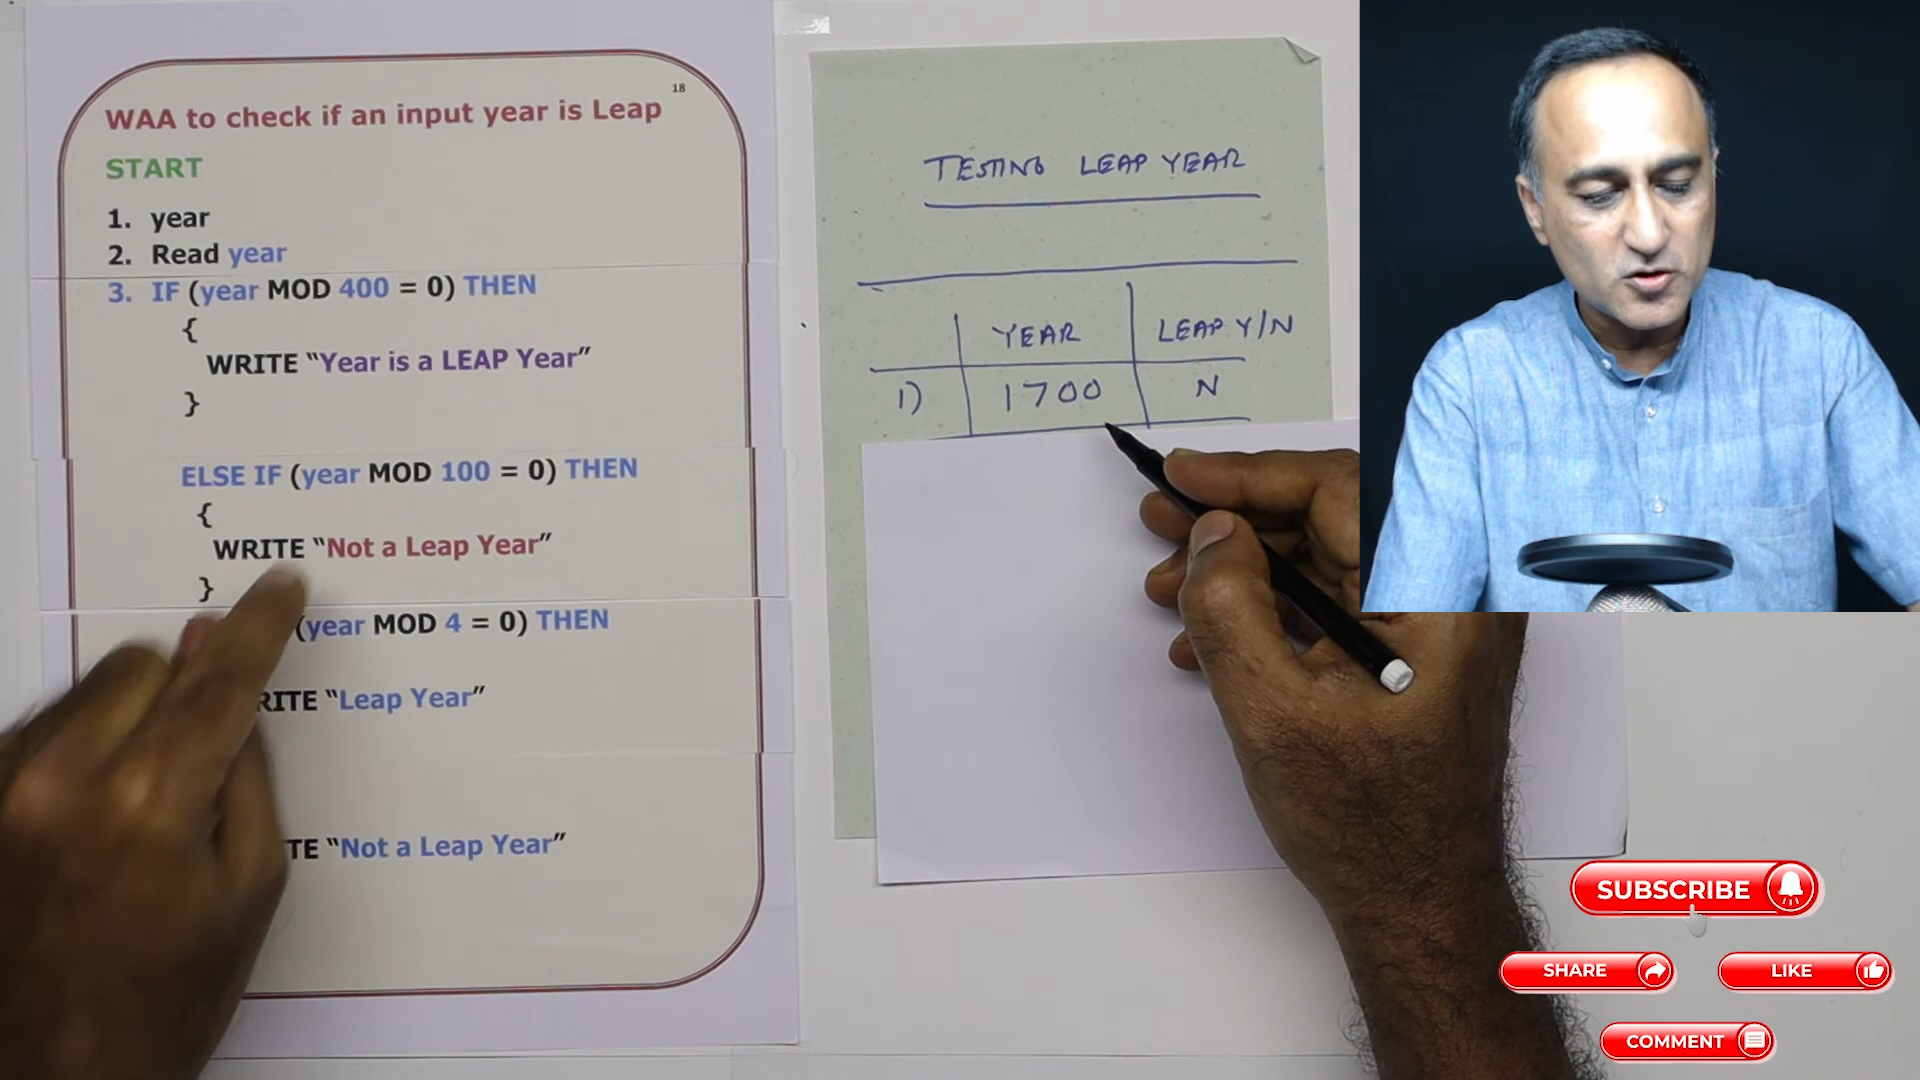 18
WAA to check if an input year is Leap
START
1. year
2. Read year
3. IF (year MOD 400 = 0) THEN
{
WRITE “Year is a LEAP Year”
}
ELSE IF (year MOD 100 = 0) THEN
{
WRITE “Not a Leap Year”
}
(year MOD 4 = 0) THEN
RITE “Leap Year”
TE “Not a Leap Year”
TESTING LEAP YEAR
YEAR LEAP Y/N
1) 1700 N
SUBSCRIBE
SHARE LIKE
COMMENT